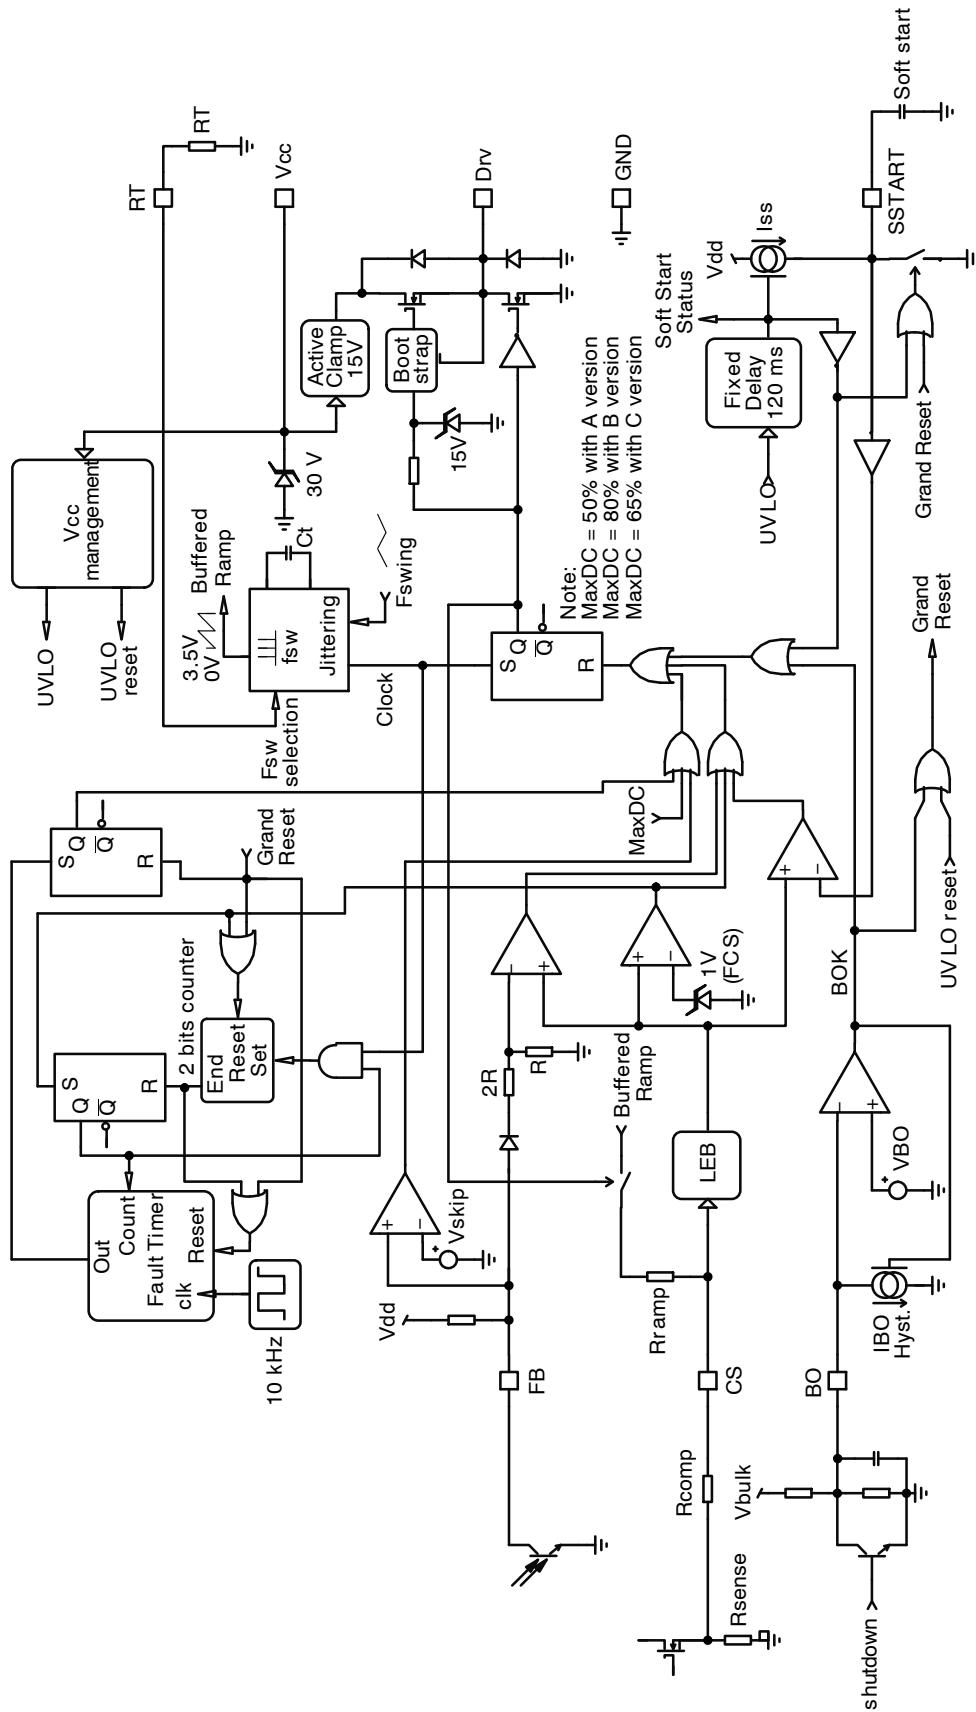 shutdown
Rsense
Vbulk
Rcomp
BO
CS
FB
IBO
Hyst.
VBO
+
–
+
BOK
Rramp
Buffered
Ramp
LEB
1V
(FCS)
+
–
+
–
–
+
2R
R
Vdd
Vskip
+
+
–
10 kHz
Out
Count
Fault Timer
clk
Reset
S
Q
Q
R
2 bits counter
End
Reset
Set
Grand
Reset
S
Q
Q
R
MaxDC
UVLO reset
Grand
Reset
Fsw
selection
Clock
fsw
Jittering
Ct
3.5V
0V
Buffered
Ramp
Fswing
S
Q
Q
R
Note:
MaxDC = 50% with A version
MaxDC = 80% with B version
MaxDC = 65% with C version
UVLO
UVLO
reset
Vcc
management
30 V
Active
Clamp
15V
Boot
strap
15V
UVLO
Fixed
Delay
120 ms
Soft Start
Status
Vdd
Iss
Grand Reset
RT
RT
Vcc
Drv
GND
SSTART
Soft start